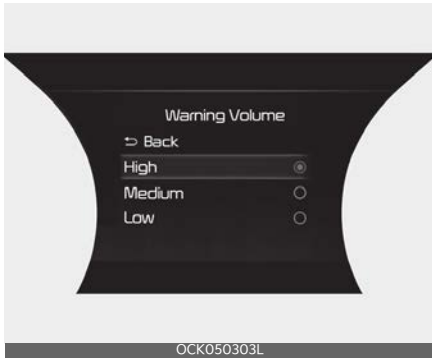 Warning Volume
Back
High
Medium
Low
OCK050303L